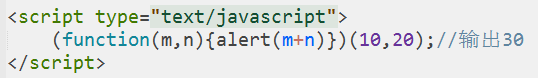 <script type="text/javascript">
(function(m,n){alert(m+n)})(10,20);//输出30
</script>